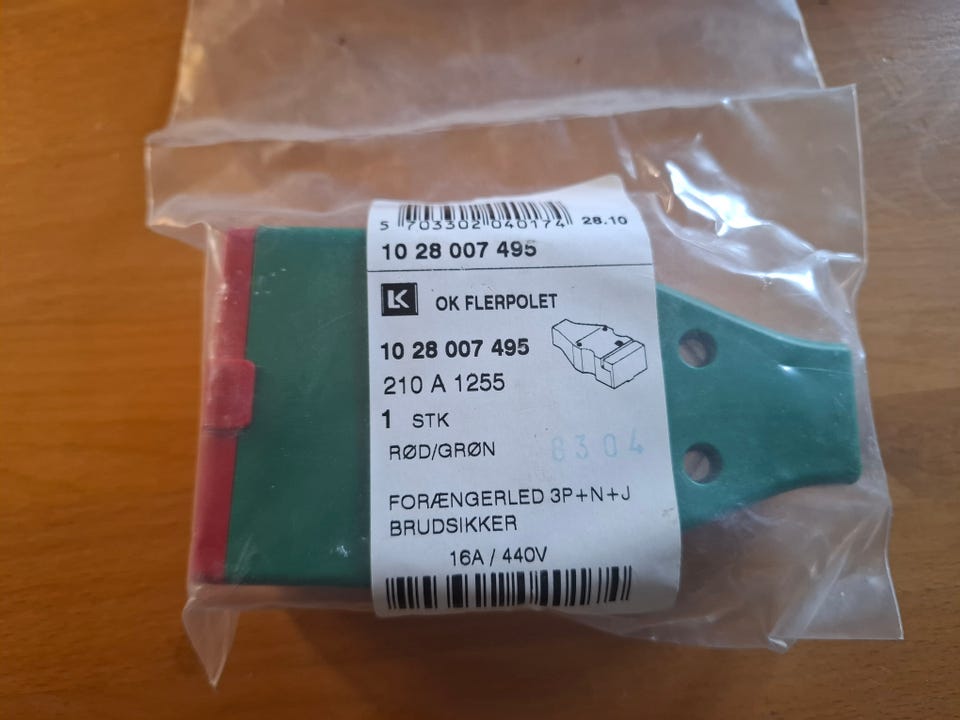 5 703302 040174 28.10
10 28 007 495
LK OK FLERPOLET
10 28 007 495
210 A 1255
1 STK
RØD/GRØN 8304
FORÆNGERLED 3P+N+J
BRUDSIKKER
16A / 440V